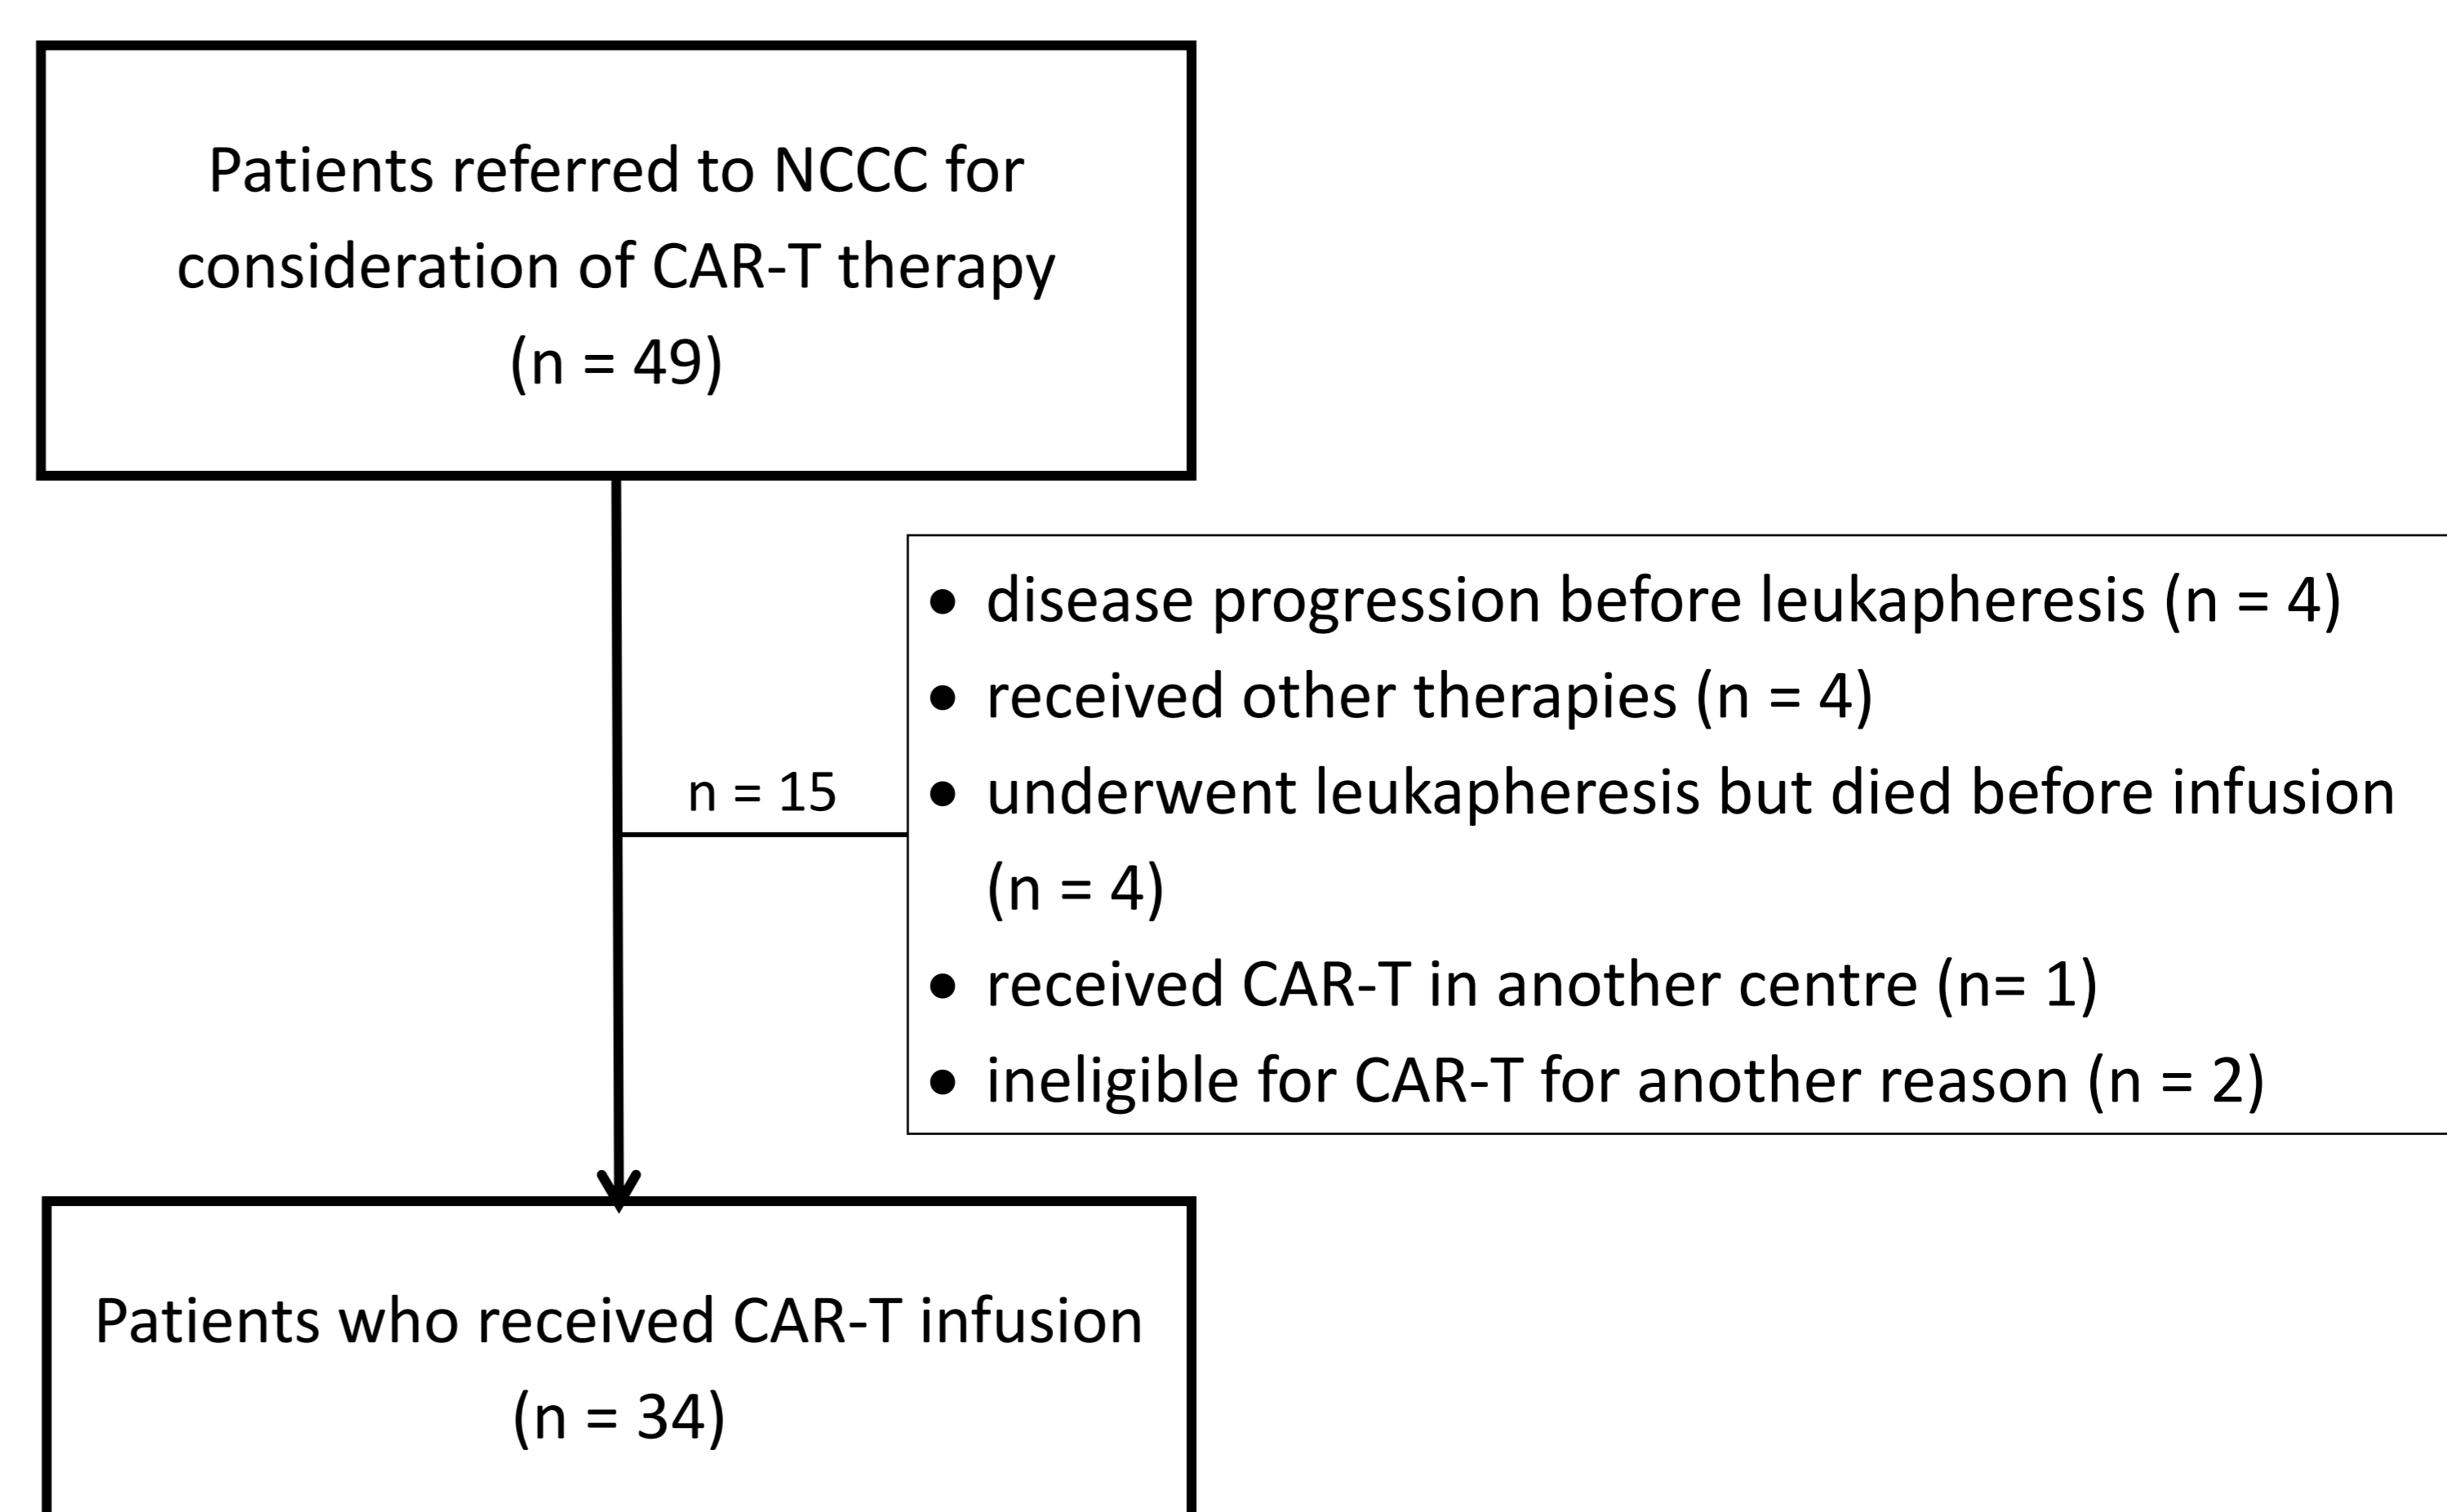 Patients referred to NCCC for
consideration of CAR-T therapy
(n = 49)
n = 15
• disease progression before leukapheresis (n = 4)
• received other therapies (n = 4)
• underwent leukapheresis but died before infusion
(n = 4)
• received CAR-T in another centre (n= 1)
• ineligible for CAR-T for another reason (n = 2)
Patients who received CAR-T infusion
(n = 34)